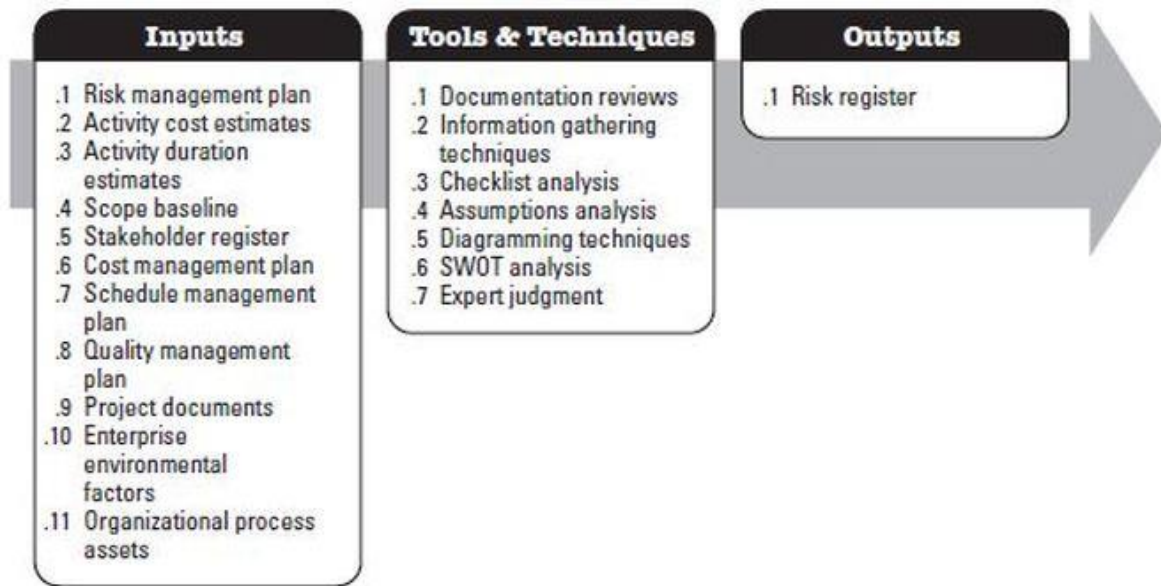 Inputs
.1 Risk management plan
.2 Activity cost estimates
.3 Activity duration
estimates
.4 Scope baseline
.5 Stakeholder register
.6 Cost management plan
.7 Schedule management
plan
.8 Quality management
plan
.9 Project documents
.10 Enterprise
environmental
factors
.11 Organizational process
assets
Tools & Techniques
.1 Documentation reviews
.2 Information gathering
techniques
.3 Checklist analysis
.4 Assumptions analysis
.5 Diagramming techniques
.6 SWOT analysis
.7 Expert judgment
Outputs
.1 Risk register